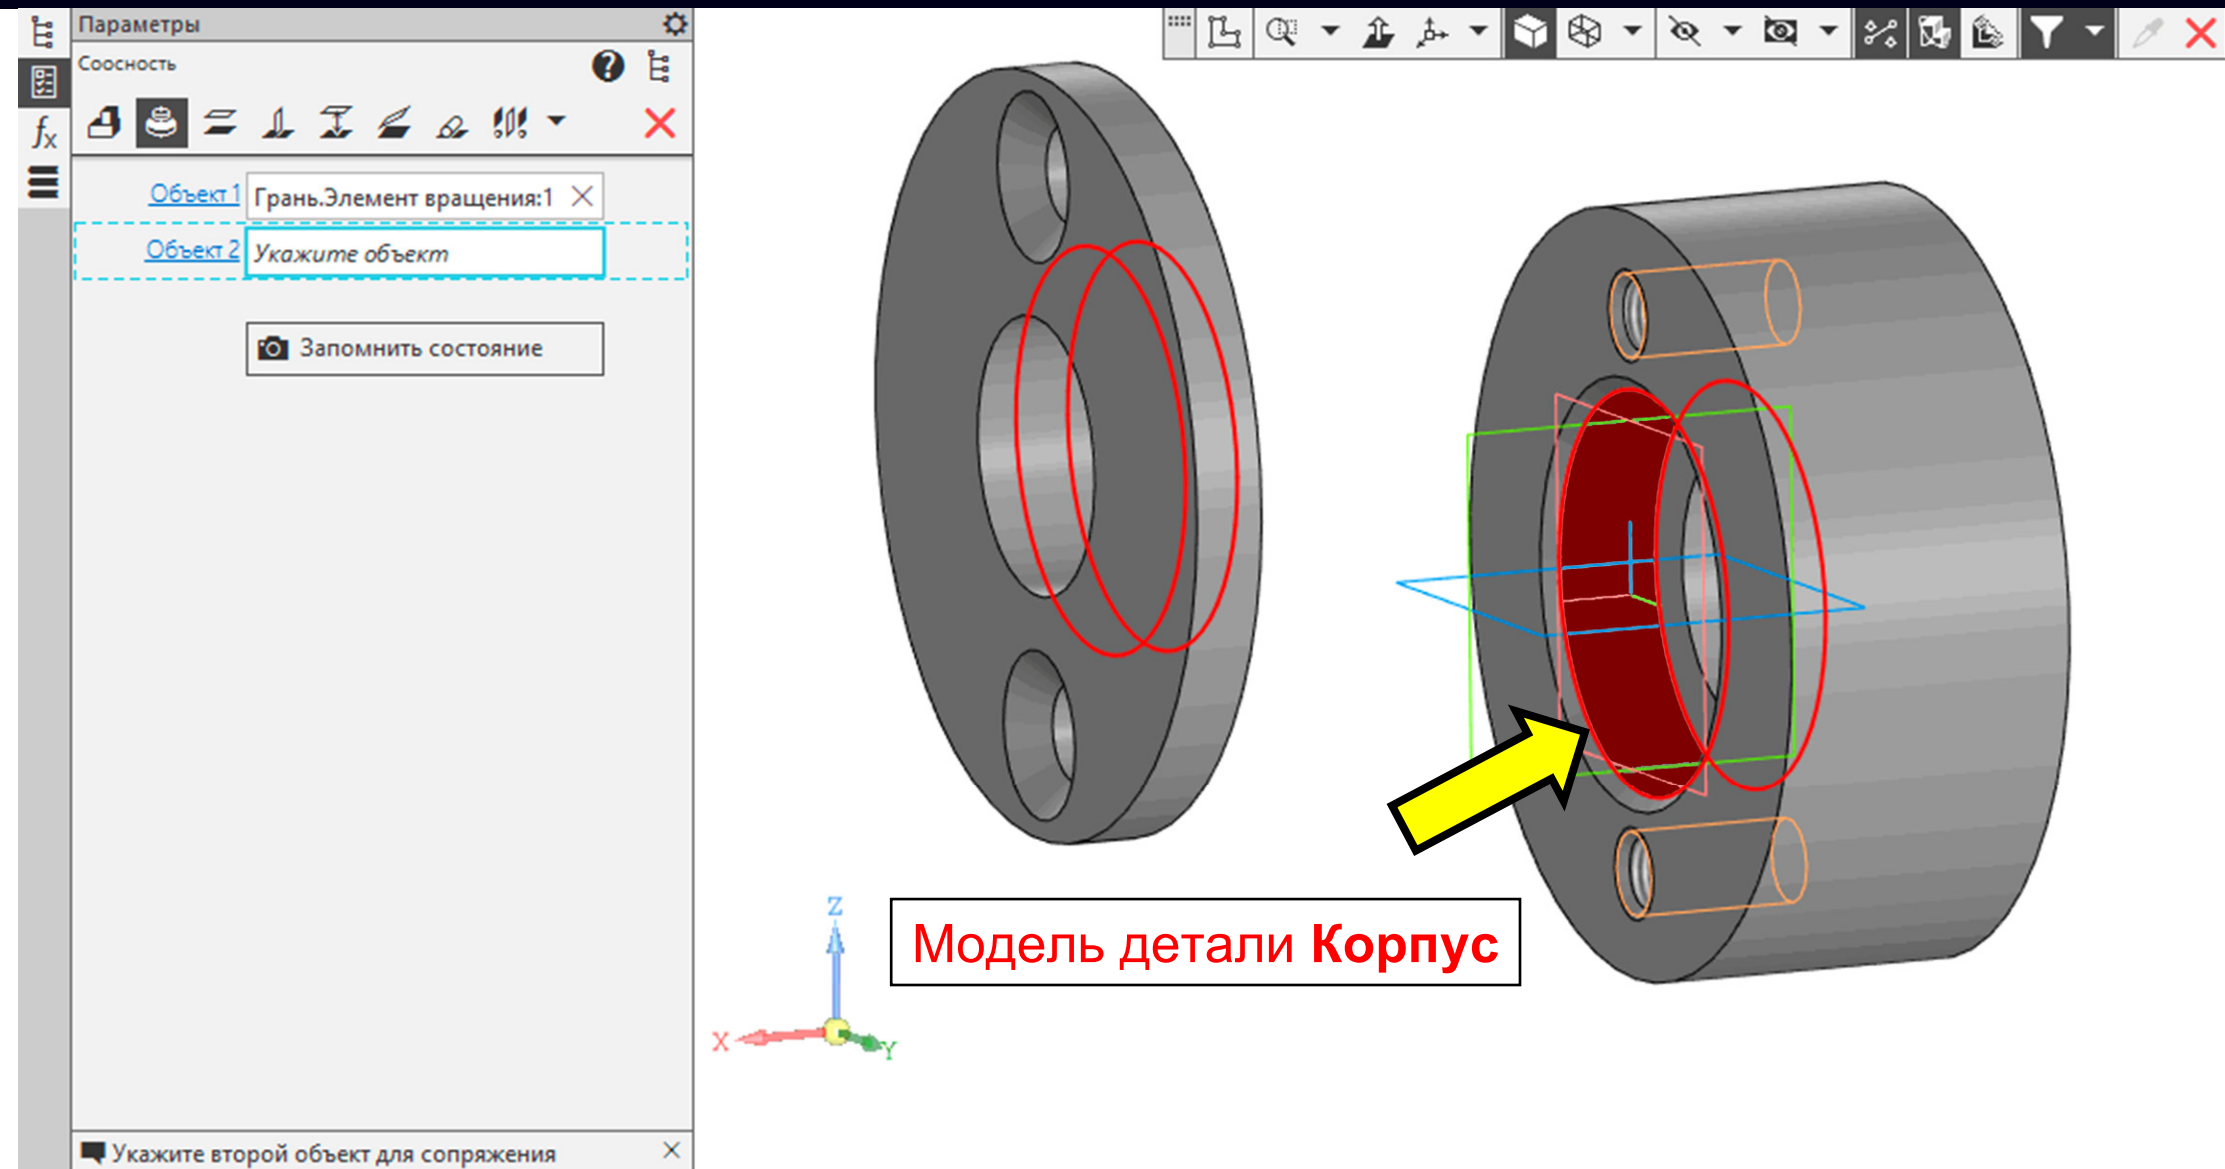 Параметры
Соосность
fx
Объект 1 Грань.Элемент вращения:1
Объект 2 Укажите объект
Запомнить состояние
Модель детали Корпус
Z
X
Y
Укажите второй объект для сопряжения